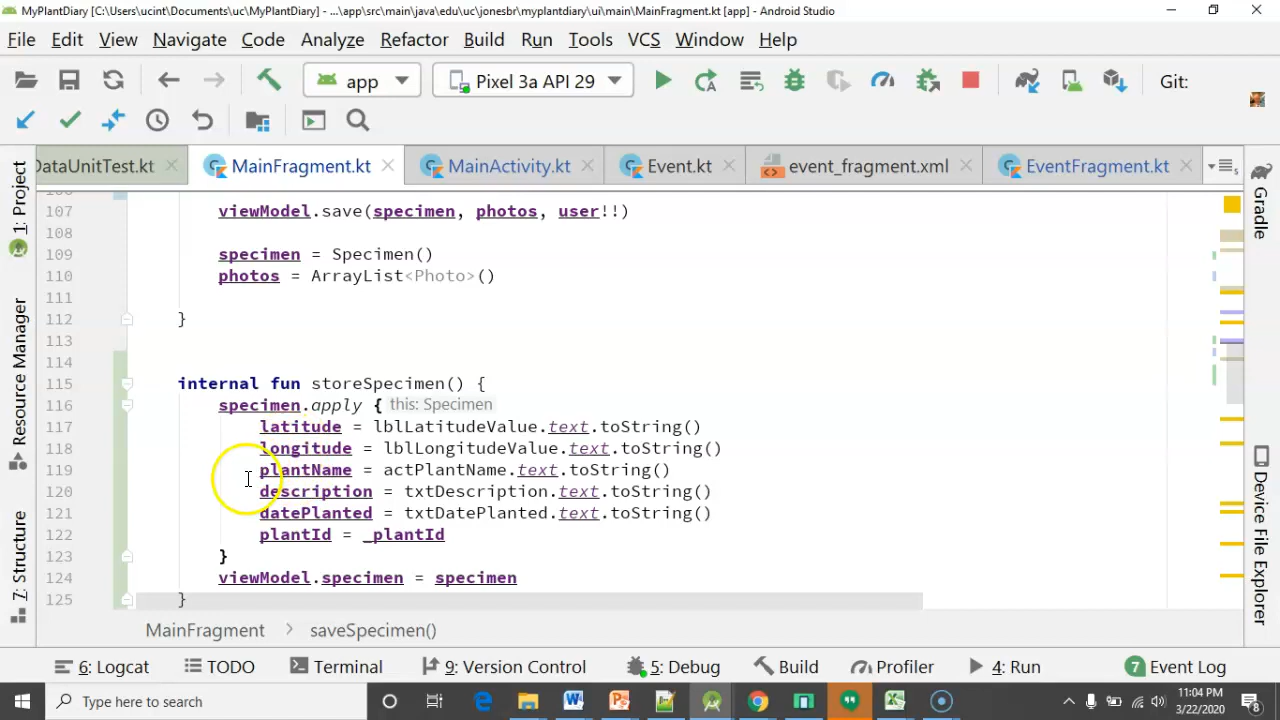 MyPlantDiary [C:\Users\ucint\Documents\uc\MyPlantDiary] - ...\app\src\main\java\edu\uc\jonesbr\myplantdiary\ui\main\MainFragment.kt [app] - Android Studio
File Edit View Navigate Code Analyze Refactor Build Run Tools VCS Window Help
app Pixel 3a API 29 Git:
DataUnitTest.kt MainFragment.kt MainActivity.kt Event.kt event_fragment.xml EventFragment.kt
1: Project
Resource Manager
7: Structure
107 viewModel.save(specimen, photos, user!!)
108
109 specimen = Specimen()
110 photos = ArrayList<Photo>()
111
112 }
113
114
115 internal fun storeSpecimen() {
116 specimen.apply { this: Specimen
117 latitude = lblLatitudeValue.text.toString()
118 longitude = lblLongitudeValue.text.toString()
119 plantName = actPlantName.text.toString()
120 description = txtDescription.text.toString()
121 datePlanted = txtDatePlanted.text.toString()
122 plantId = _plantId
123 }
124 viewModel.specimen = specimen
125 }
Gradle
Device File Explorer
MainFragment > saveSpecimen()
6: Logcat TODO Terminal 9: Version Control 5: Debug Build Profiler 4: Run 7 Event Log
Type here to search
11:04 PM
3/22/2020
8